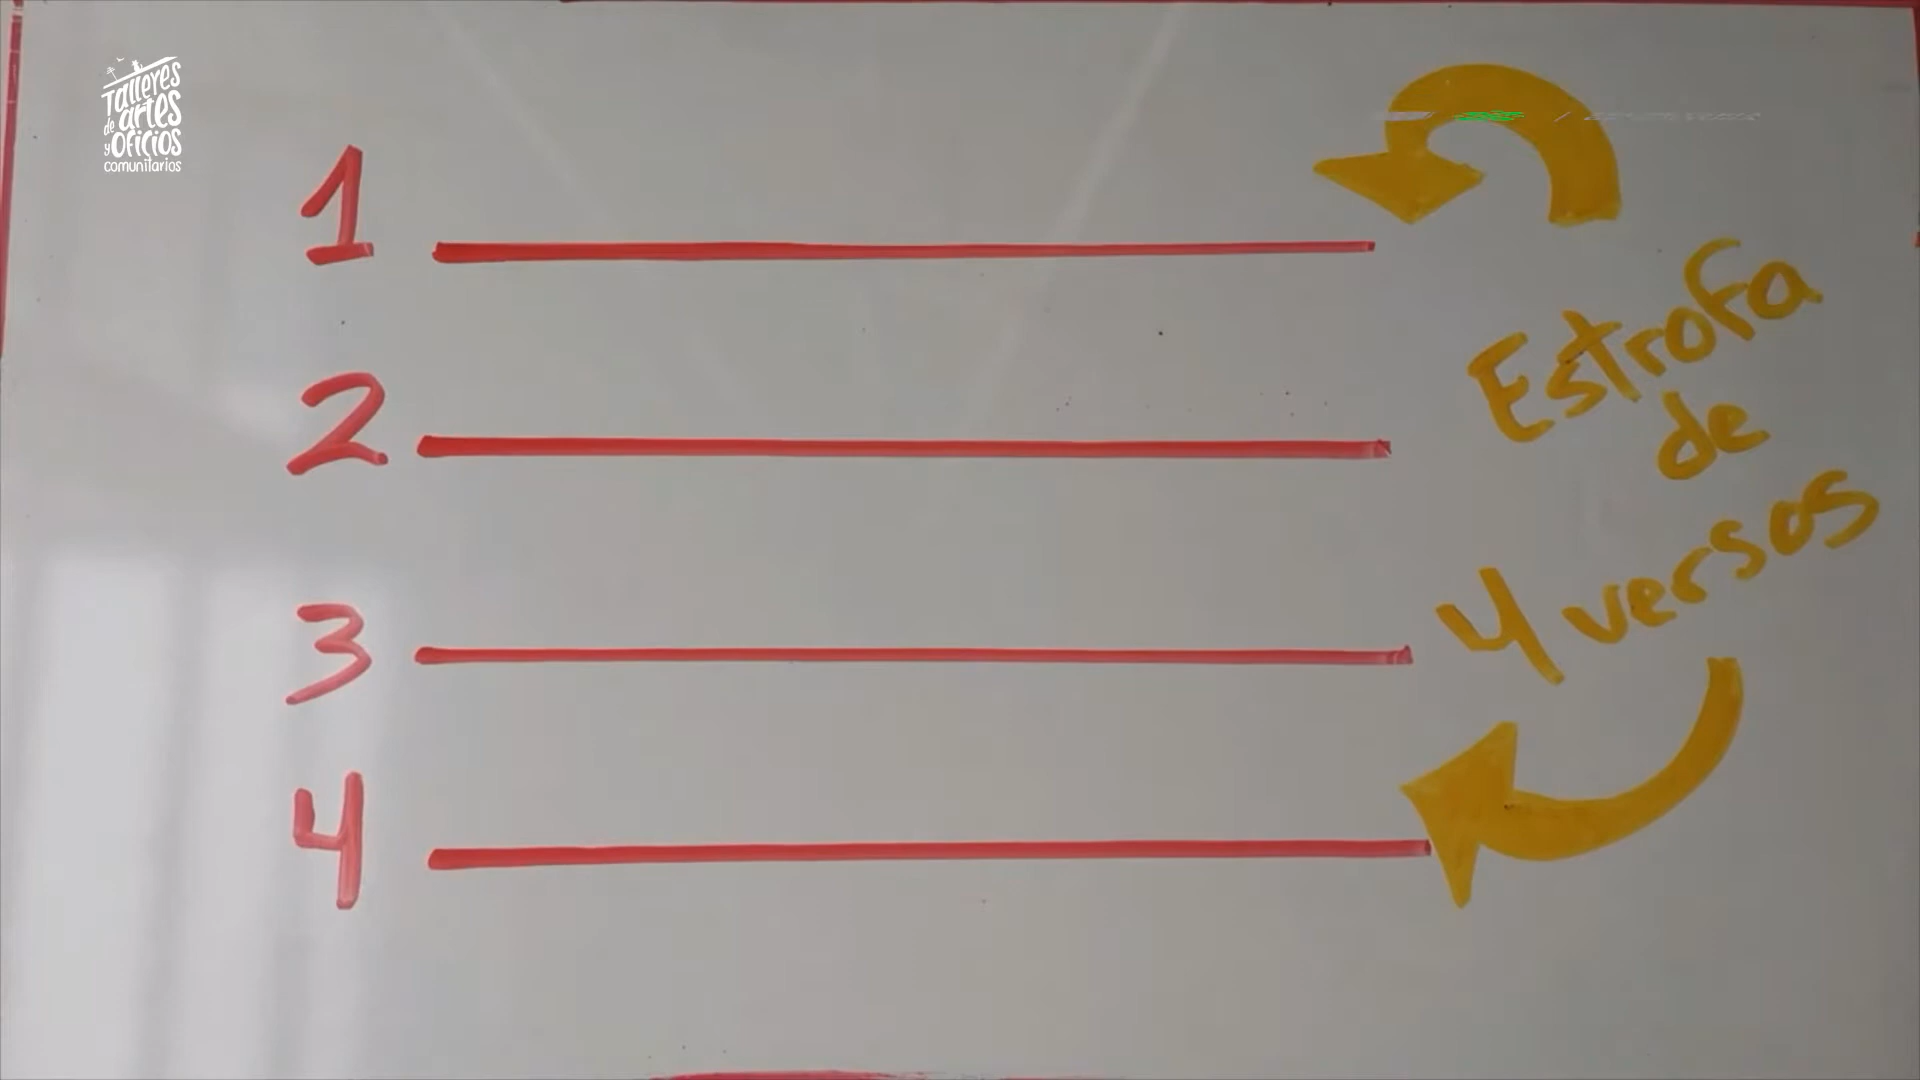 Talleres
de artes
y oficios
comunitarios
1
2
3
4
Estrofa
de
4 versos